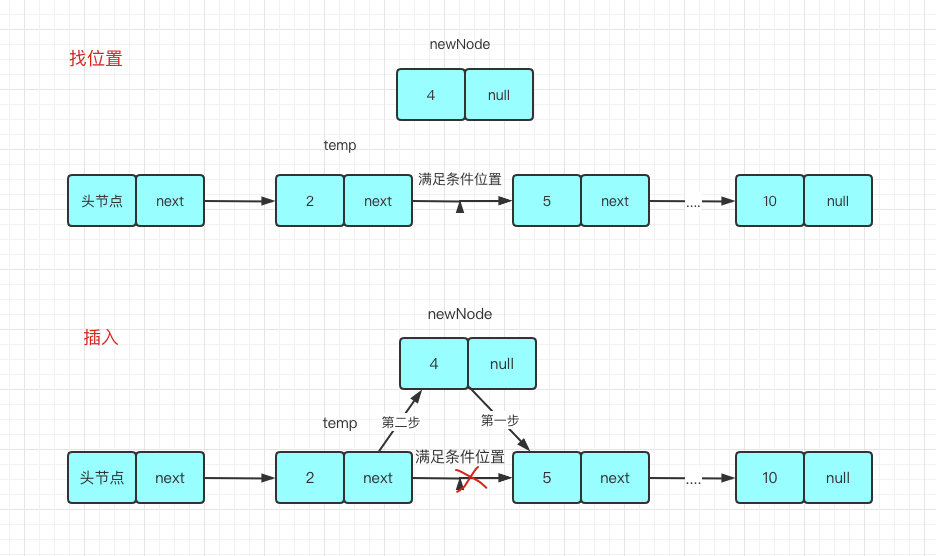 newNode
找位置
4 null
temp
满足条件位置
头节点 next 2 next 5 next .... 10 null
newNode
插入
4 null
temp 第二步 第一步
满足条件位置
头节点 next 2 next 5 next .... 10 null